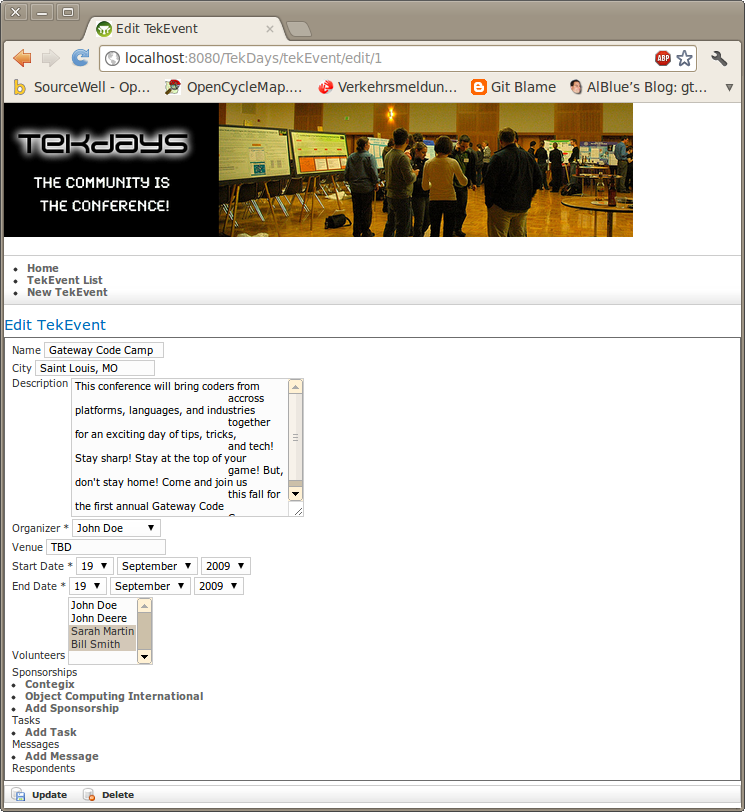 Edit TekEvent
localhost:8080/TekDays/tekEvent/edit/1
ABP
SourceWell - Op... OpenCycleMap.... Verkehrsmeldun... Git Blame AlBlue's Blog: gt...
TEKDAYS
THE COMMUNITY IS
THE CONFERENCE!
Home
TekEvent List
New TekEvent
Edit TekEvent
Name Gateway Code Camp
City Saint Louis, MO
Description This conference will bring coders from
accross
platforms, languages, and industries
together
for an exciting day of tips, tricks,
and tech!
Stay sharp! Stay at the top of your
game! But,
don't stay home! Come and join us
this fall for
the first annual Gateway Code
Organizer * John Doe
Venue TBD
Start Date * 19 September 2009
End Date * 19 September 2009
John Doe
John Deere
Sarah Martin
Bill Smith
Volunteers
Sponsorships
Contegix
Object Computing International
Add Sponsorship
Tasks
Add Task
Messages
Add Message
Respondents
Update Delete